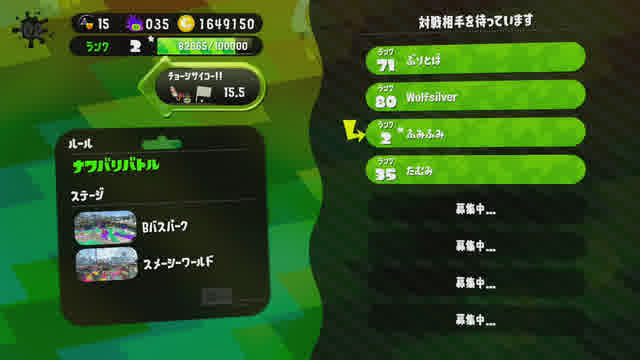 15 035 1649150
ランク 2★ 82865/100000
チョーシサイコー!!
15.5
ルール
ナワバリバトル
ステージ
Bバスパーク
スメーシーワールド
対戦相手を待っています
ランク 71 ぷりとぱ
ランク 80 Wolfsilver
ランク 2★ ふみふみ
ランク 35 たむみ
募集中…
募集中…
募集中…
募集中…